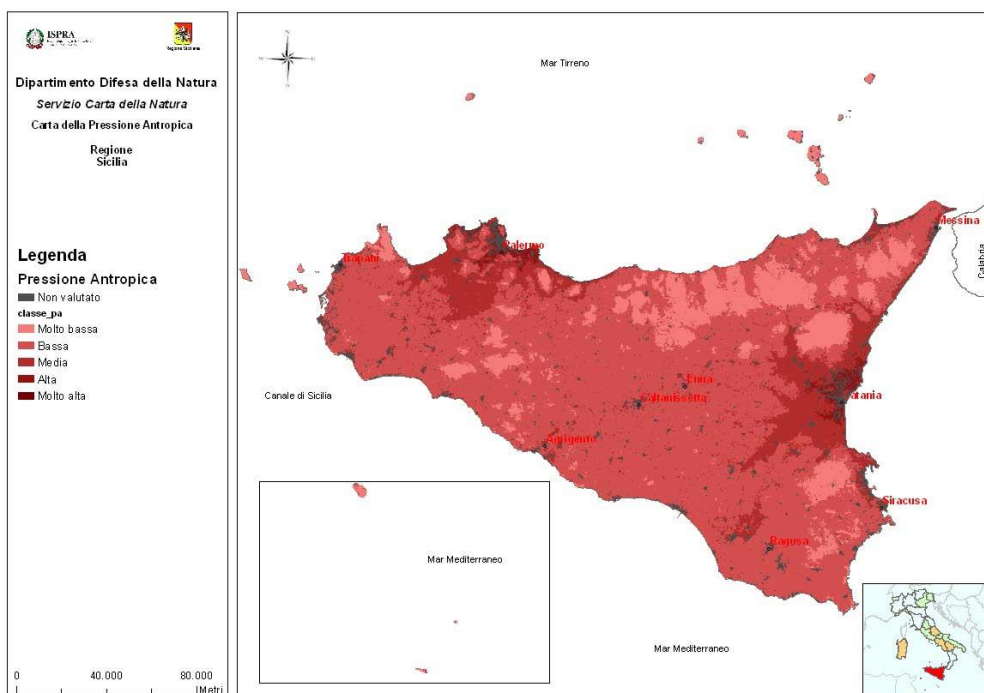 ISPRA
Regione Siciliana
Dipartimento Difesa della Natura
Servizio Carta della Natura
Carta della Pressione Antropica
Regione
Sicilia
Legenda
Pressione Antropica
Non valutato
classe_pa
Molto bassa
Bassa
Media
Alta
Molto alta
0 40.000 80.000
Metri
N
S
Mar Tirreno
Messina
Calabria
Palermo
Trapani
Enna
Caltanissetta
Catania
Canale di Sicilia
Agrigento
Siracusa
Ragusa
Mar Mediterraneo
Mar Mediterraneo